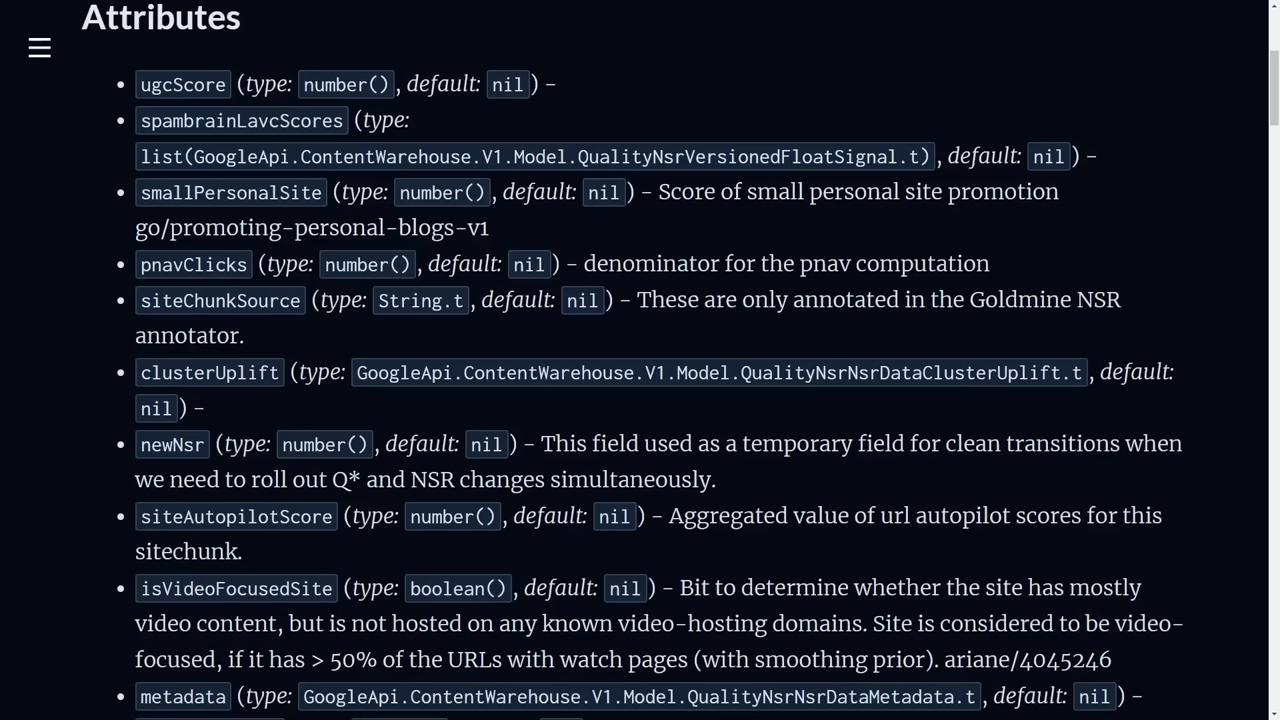 Attributes
ugcScore (type: number(), default: nil) –
spambrainLavcScores (type:
list(GoogleApi.ContentWarehouse.V1.Model.QualityNsrVersionedFloatSignal.t), default: nil) –
smallPersonalSite (type: number(), default: nil) – Score of small personal site promotion
go/promoting-personal-blogs-v1
pnavClicks (type: number(), default: nil) – denominator for the pnav computation
siteChunkSource (type: String.t, default: nil) – These are only annotated in the Goldmine NSR
annotator.
clusterUplift (type: GoogleApi.ContentWarehouse.V1.Model.QualityNsrNsrDataClusterUplift.t, default:
nil) –
newNsr (type: number(), default: nil) – This field used as a temporary field for clean transitions when
we need to roll out Q* and NSR changes simultaneously.
siteAutopilotScore (type: number(), default: nil) – Aggregated value of url autopilot scores for this
sitechunk.
isVideoFocusedSite (type: boolean(), default: nil) – Bit to determine whether the site has mostly
video content, but is not hosted on any known video-hosting domains. Site is considered to be video-
focused, if it has > 50% of the URLs with watch pages (with smoothing prior). ariane/4045246
metadata (type: GoogleApi.ContentWarehouse.V1.Model.QualityNsrNsrDataMetadata.t, default: nil) –